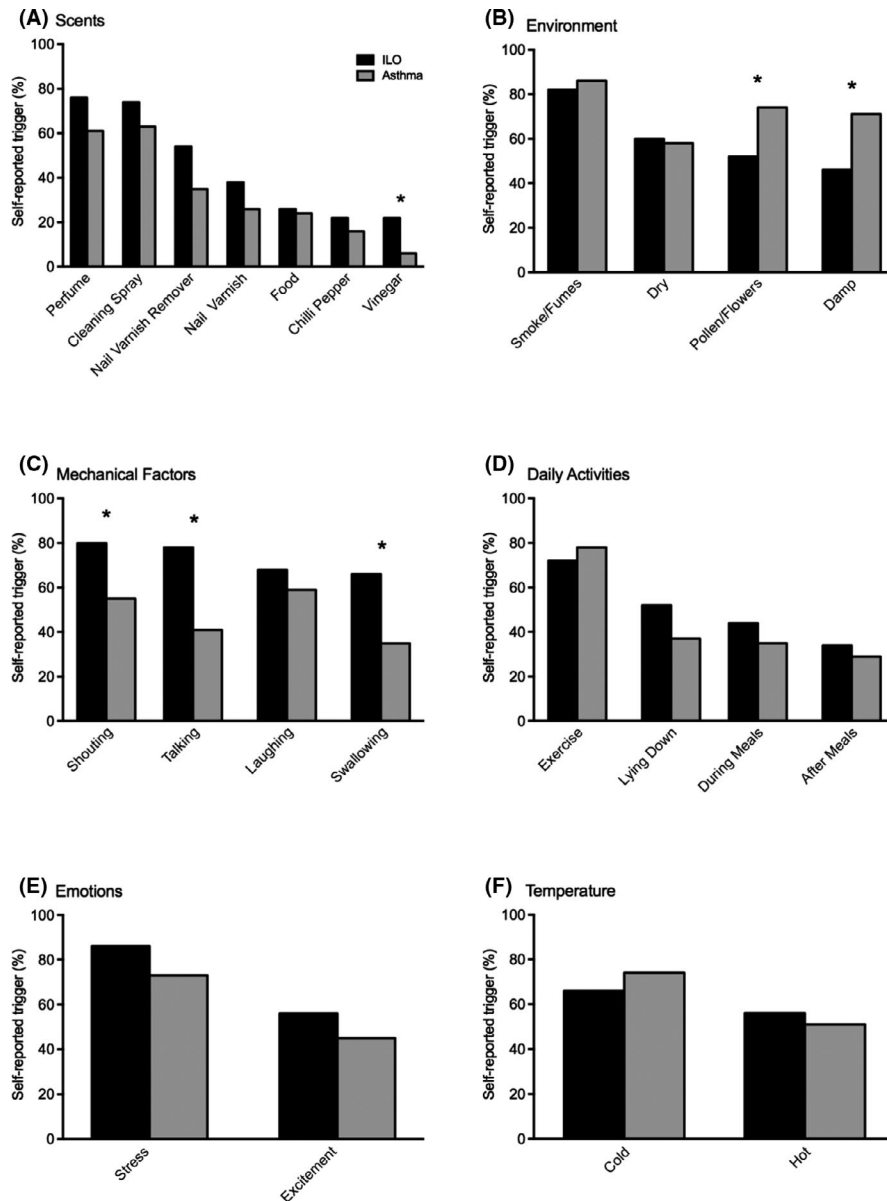 (A) Scents
Self-reported trigger (%)
100
80
60
40
20
0
ILO
Asthma
*
Perfume
Cleaning Spray
Nail Varnish Remover
Nail Varnish
Food
Chilli Pepper
Vinegar
(B) Environment
Self-reported trigger (%)
100
80
60
40
20
0
*
*
Smoke/Fumes
Dry
Pollen/Flowers
Damp
(C) Mechanical Factors
Self-reported trigger (%)
100
80
60
40
20
0
*
*
*
Shouting
Talking
Laughing
Swallowing
(D) Daily Activities
Self-reported trigger (%)
100
80
60
40
20
0
Exercise
Lying Down
During Meals
After Meals
(E) Emotions
Self-reported trigger (%)
100
80
60
40
20
0
Stress
Excitement
(F) Temperature
Self-reported trigger (%)
100
80
60
40
20
0
Cold
Hot